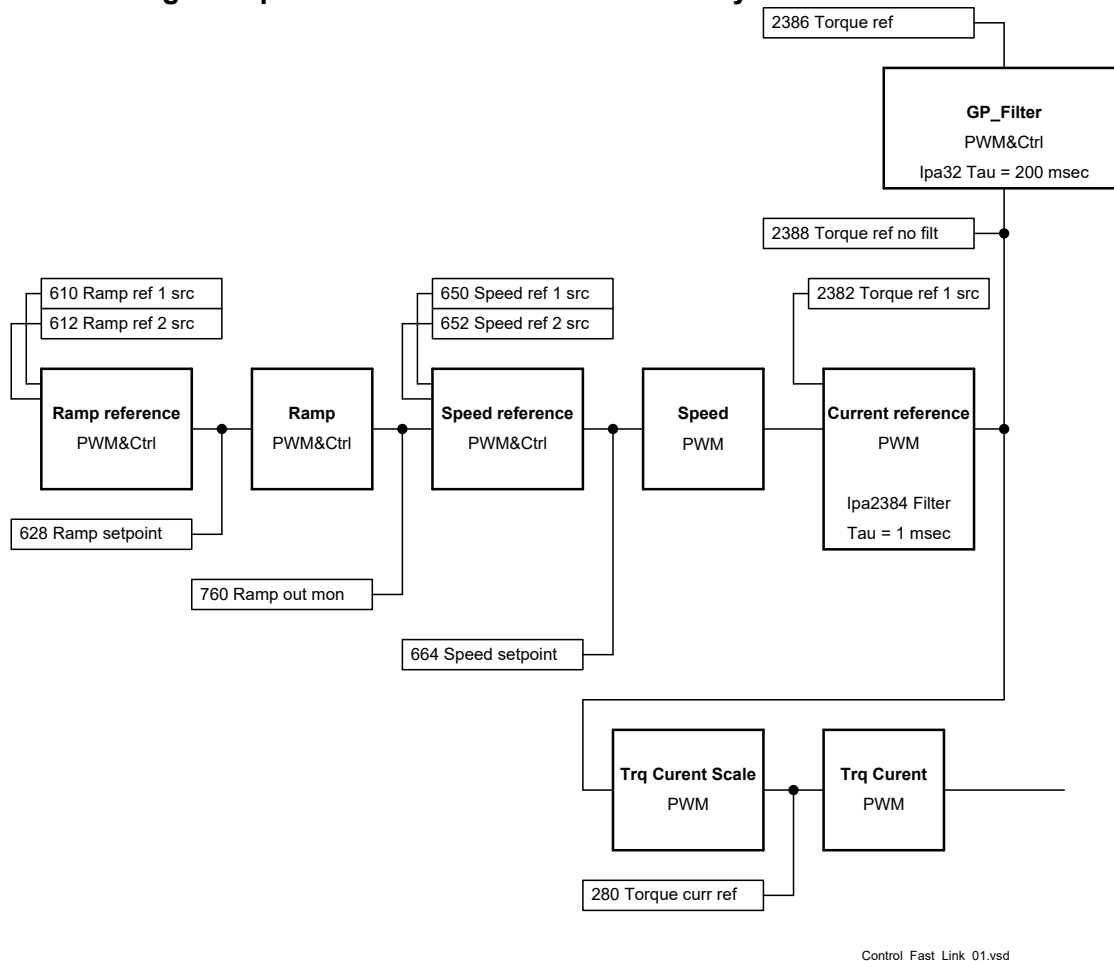 2386 Torque ref
GP_Filter
PWM&Ctrl
Ipa32 Tau = 200 msec
2388 Torque ref no filt
610 Ramp ref 1 src
612 Ramp ref 2 src
650 Speed ref 1 src
652 Speed ref 2 src
2382 Torque ref 1 src
Ramp reference
PWM&Ctrl
Ramp
PWM&Ctrl
Speed reference
PWM&Ctrl
Speed
PWM
Current reference
PWM
Ipa2384 Filter
Tau = 1 msec
628 Ramp setpoint
760 Ramp out mon
664 Speed setpoint
Trq Curent Scale
PWM
Trq Curent
PWM
280 Torque curr ref
Control_Fast_Link_01.vsd